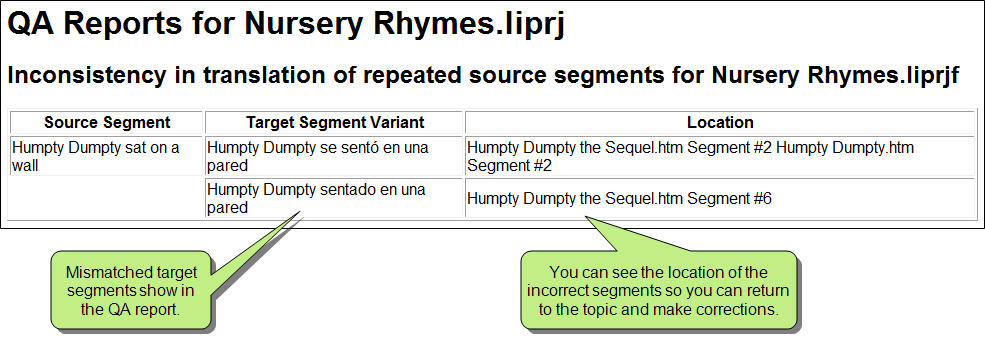 QA Reports for Nursery Rhymes.liprj
Inconsistency in translation of repeated source segments for Nursery Rhymes.liprjf
Source Segment Target Segment Variant Location
Humpty Dumpty sat on a
wall
Humpty Dumpty se sentó en una
pared
Humpty Dumpty the Sequel.htm Segment #2 Humpty Dumpty.htm
Segment #2
Humpty Dumpty sentado en una
pared
Humpty Dumpty the Sequel.htm Segment #6
Mismatched target
segments show in
the QA report.
You can see the location of the
incorrect segments so you can return
to the topic and make corrections.